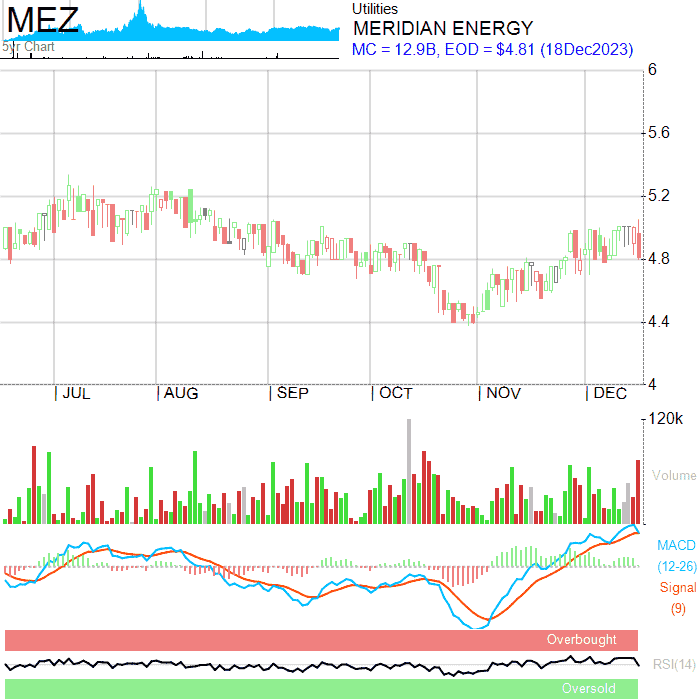 MEZ
5yr Chart
Utilities
MERIDIAN ENERGY
MC = 12.9B, EOD = $4.81 (18Dec2023)
6
5.6
5.2
4.8
4.4
4
JUL AUG SEP OCT NOV DEC
120k
Volume
MACD
(12-26)
Signal
(9)
Overbought
RSI(14)
Oversold